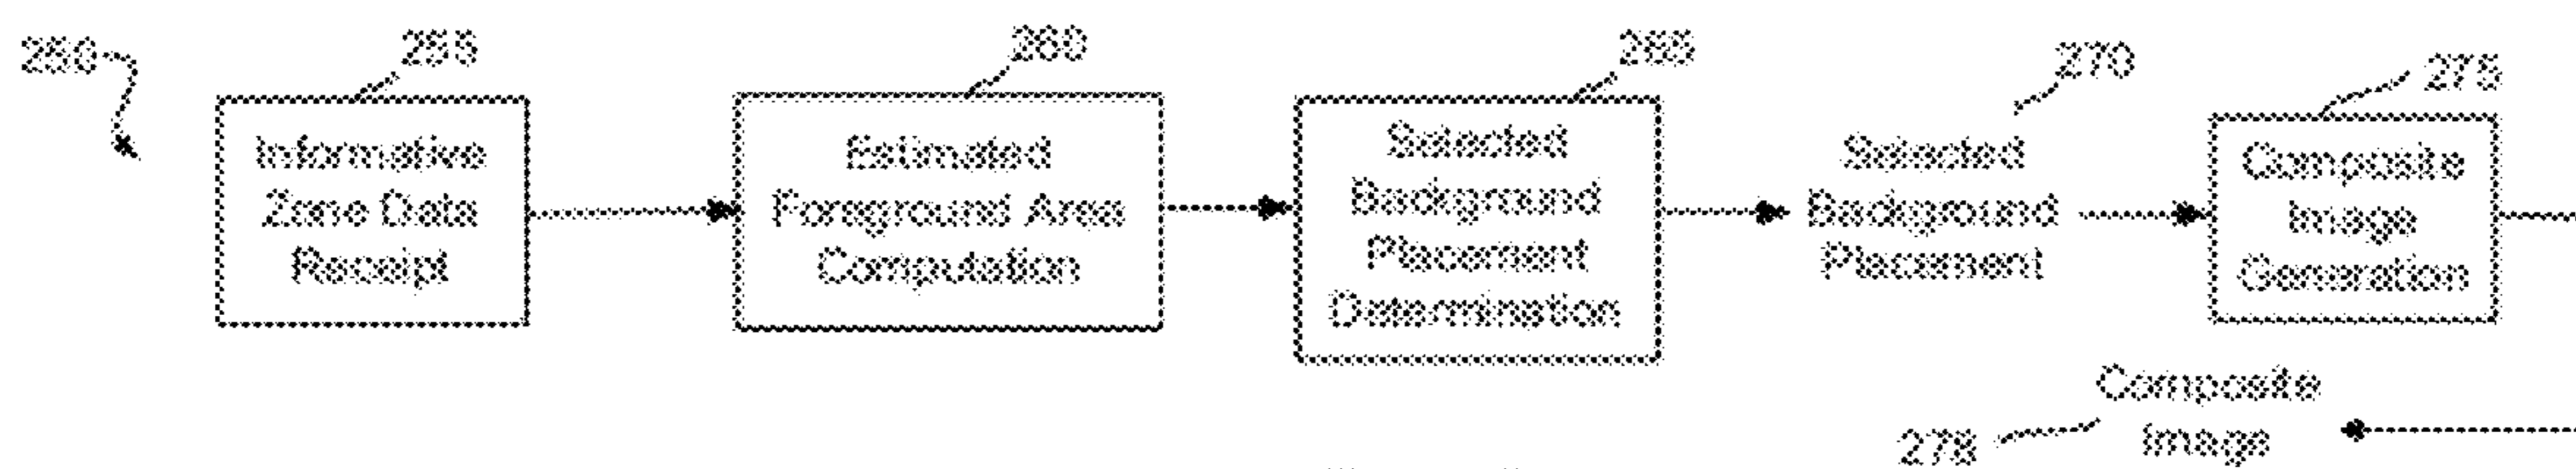 250
255
260
265
270
275
Informative
Zone Data
Receipt
Estimated
Foreground Area
Computation
Selected
Background
Placement
Determination
Selected
Background
Placement
Composite
Image
Generation
278
Composite
Image